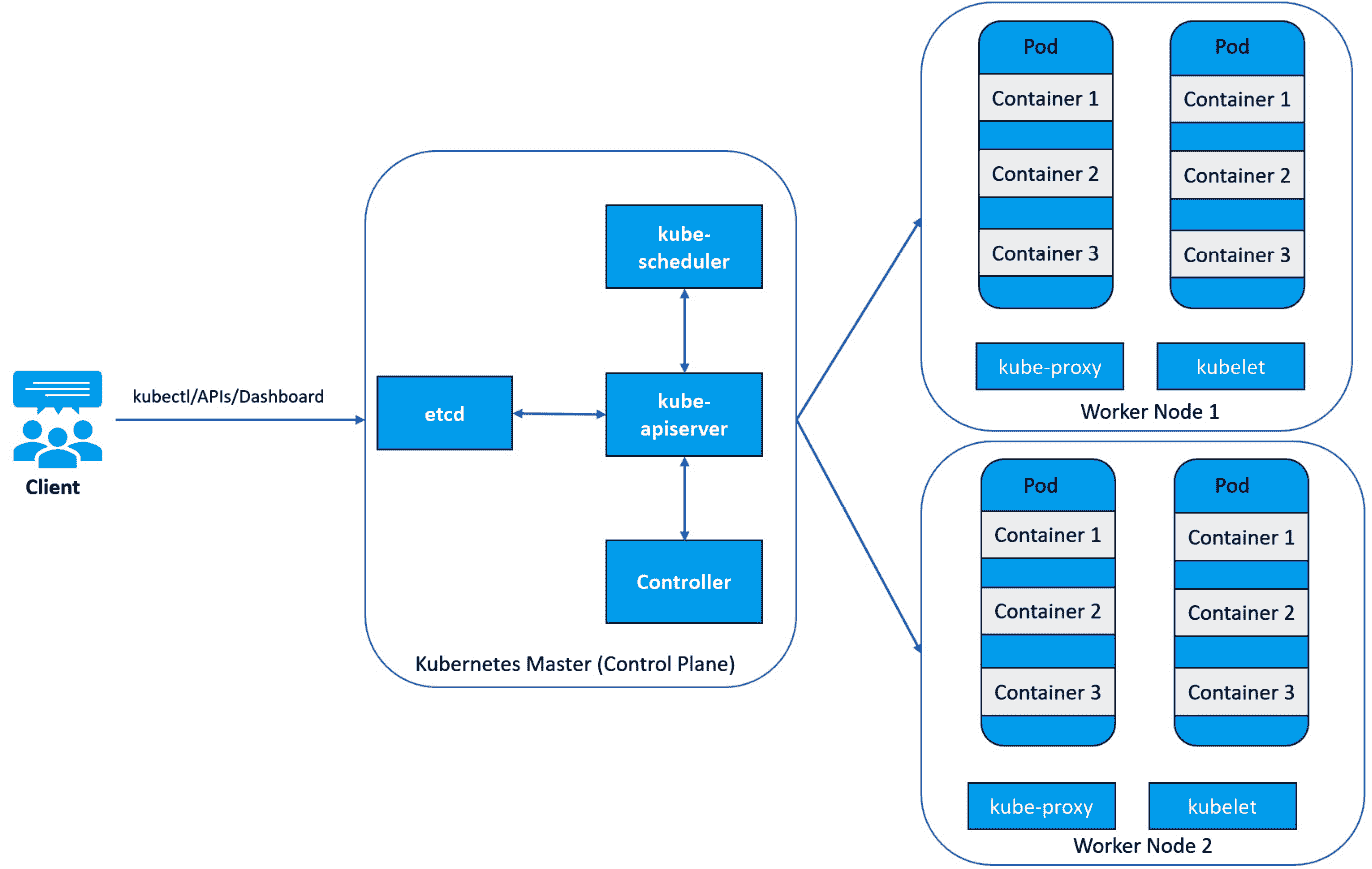 Client
kubectl/APIs/Dashboard
kube-
scheduler
etcd
kube-
apiserver
Controller
Kubernetes Master (Control Plane)
Pod
Container 1
Container 2
Container 3
Pod
Container 1
Container 2
Container 3
kube-proxy
kubelet
Worker Node 1
Pod
Container 1
Container 2
Container 3
Pod
Container 1
Container 2
Container 3
kube-proxy
kubelet
Worker Node 2